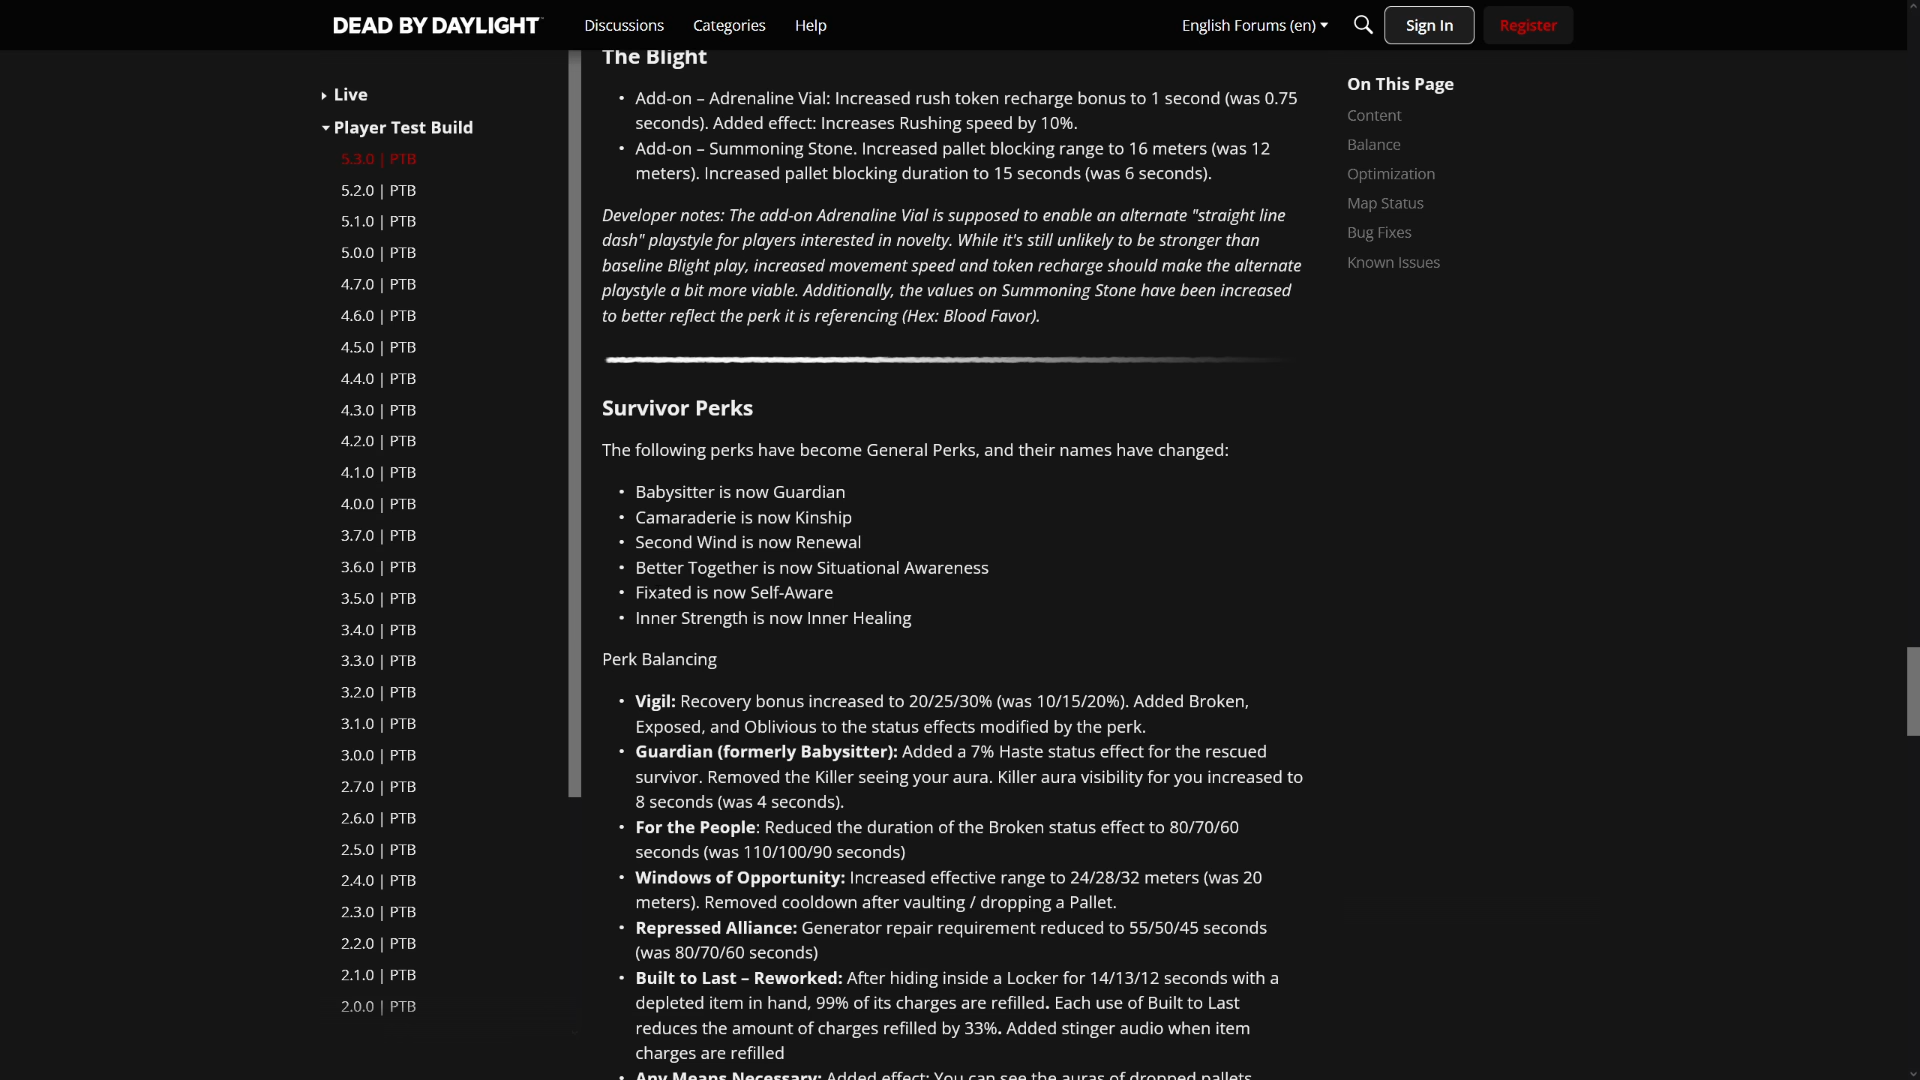 DEAD BY DAYLIGHT
Discussions
Categories
Help
English Forums (en)
Sign In
Register
Live
Player Test Build
5.3.0 | PTB
5.2.0 | PTB
5.1.0 | PTB
5.0.0 | PTB
4.7.0 | PTB
4.6.0 | PTB
4.5.0 | PTB
4.4.0 | PTB
4.3.0 | PTB
4.2.0 | PTB
4.1.0 | PTB
4.0.0 | PTB
3.7.0 | PTB
3.6.0 | PTB
3.5.0 | PTB
3.4.0 | PTB
3.3.0 | PTB
3.2.0 | PTB
3.1.0 | PTB
3.0.0 | PTB
2.7.0 | PTB
2.6.0 | PTB
2.5.0 | PTB
2.4.0 | PTB
2.3.0 | PTB
2.2.0 | PTB
2.1.0 | PTB
2.0.0 | PTB
The Blight
• Add-on – Adrenaline Vial: Increased rush token recharge bonus to 1 second (was 0.75
seconds). Added effect: Increases Rushing speed by 10%.
• Add-on – Summoning Stone. Increased pallet blocking range to 16 meters (was 12
meters). Increased pallet blocking duration to 15 seconds (was 6 seconds).
Developer notes: The add-on Adrenaline Vial is supposed to enable an alternate "straight line
dash" playstyle for players interested in novelty. While it's still unlikely to be stronger than
baseline Blight play, increased movement speed and token recharge should make the alternate
playstyle a bit more viable. Additionally, the values on Summoning Stone have been increased
to better reflect the perk it is referencing (Hex: Blood Favor).
Survivor Perks
The following perks have become General Perks, and their names have changed:
• Babysitter is now Guardian
• Camaraderie is now Kinship
• Second Wind is now Renewal
• Better Together is now Situational Awareness
• Fixated is now Self-Aware
• Inner Strength is now Inner Healing
Perk Balancing
• Vigil: Recovery bonus increased to 20/25/30% (was 10/15/20%). Added Broken,
Exposed, and Oblivious to the status effects modified by the perk.
• Guardian (formerly Babysitter): Added a 7% Haste status effect for the rescued
survivor. Removed the Killer seeing your aura. Killer aura visibility for you increased to
8 seconds (was 4 seconds).
• For the People: Reduced the duration of the Broken status effect to 80/70/60
seconds (was 110/100/90 seconds)
• Windows of Opportunity: Increased effective range to 24/28/32 meters (was 20
meters). Removed cooldown after vaulting / dropping a Pallet.
• Repressed Alliance: Generator repair requirement reduced to 55/50/45 seconds
(was 80/70/60 seconds)
• Built to Last – Reworked: After hiding inside a Locker for 14/13/12 seconds with a
depleted item in hand, 99% of its charges are refilled. Each use of Built to Last
reduces the amount of charges refilled by 33%. Added stinger audio when item
charges are refilled
• Any Means Necessary: Added effect: You can see the auras of dropped pallets
On This Page
Content
Balance
Optimization
Map Status
Bug Fixes
Known Issues